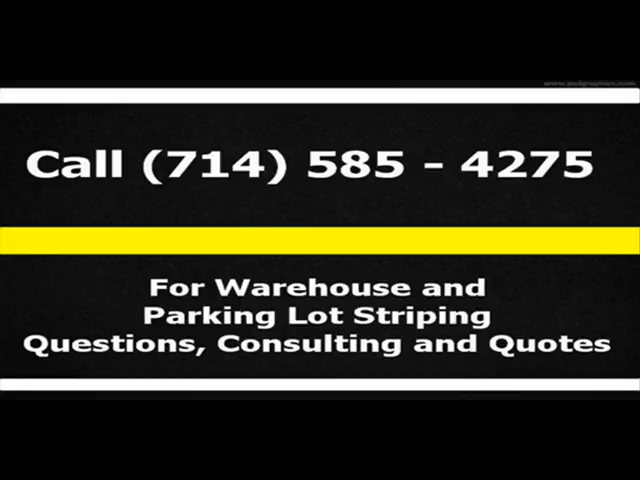 Call (714) 585 - 4275
For Warehouse and
Parking Lot Striping
Questions, Consulting and Quotes